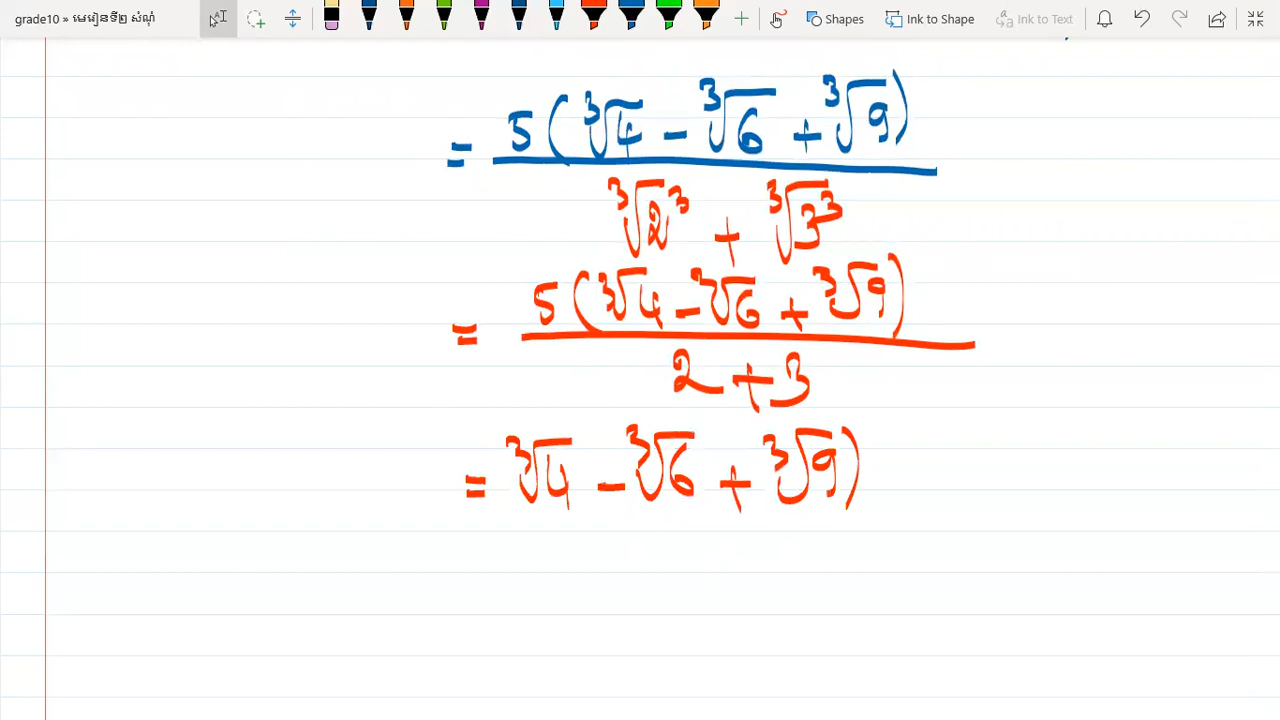 grade10 » មេរៀនទី២ សំណុំ
Shapes Ink to Shape Ink to Text
= 5(∛4 - ∛6 + ∛9)
∛2³ + ∛3³
= 5(∛4 - ∛6 + ∛9)
2 + 3
= ∛4 - ∛6 + ∛9)